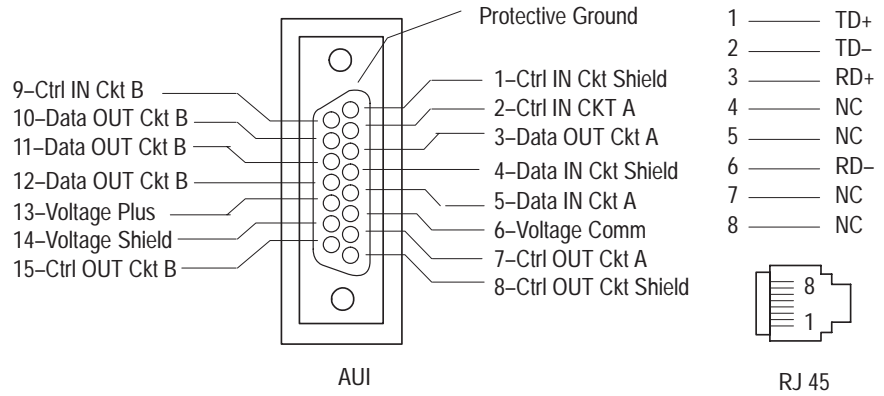 Protective Ground
9–Ctrl IN Ckt B
10–Data OUT Ckt B
11–Data OUT Ckt B
12–Data OUT Ckt B
13–Voltage Plus
14–Voltage Shield
15–Ctrl OUT Ckt B
1–Ctrl IN Ckt Shield
2–Ctrl IN CKT A
3–Data OUT Ckt A
4–Data IN Ckt Shield
5–Data IN Ckt A
6–Voltage Comm
7–Ctrl OUT Ckt A
8–Ctrl OUT Ckt Shield
AUI
1 TD+
2 TD–
3 RD+
4 NC
5 NC
6 RD–
7 NC
8 NC
8
1
RJ 45